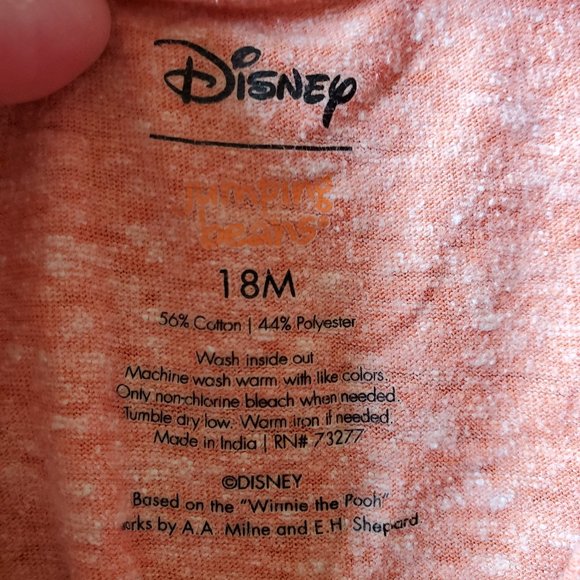 Disney
jumping
beans
18M
56% Cotton | 44% Polyester
Wash inside out
Machine wash warm with like colors.
Only non-chlorine bleach when needed.
Tumble dry low. Warm iron if needed.
Made in India | RN# 73277
©DISNEY
Based on the "Winnie the Pooh"
works by A.A. Milne and E.H. Shepard